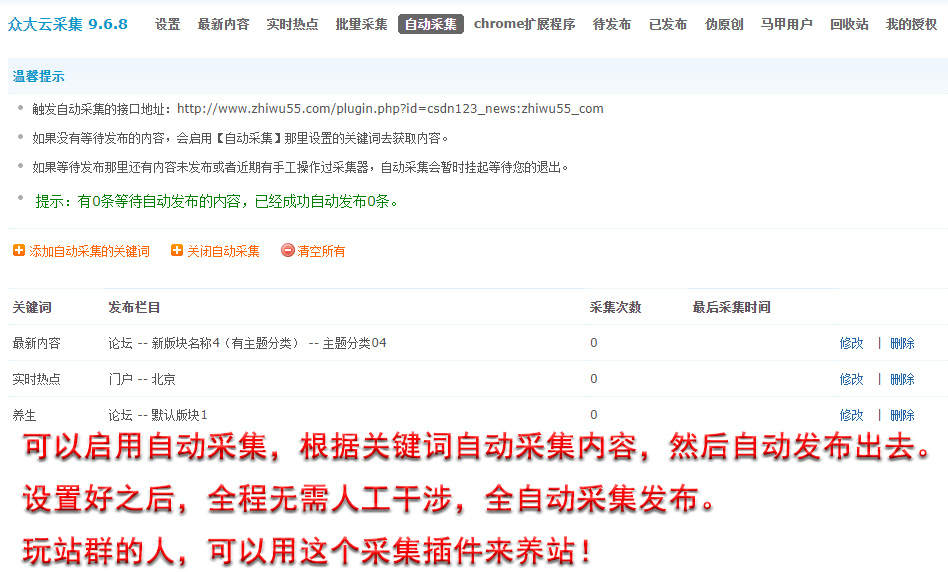 众大云采集 9.6.8 设置 最新内容 实时热点 批量采集 自动采集 chrome扩展程序 待发布 已发布 伪原创 马甲用户 回收站 我的授权
温馨提示
触发自动采集的接口地址：http://www.zhiwu55.com/plugin.php?id=csdn123_news:zhiwu55_com
如果没有等待发布的内容，会启用【自动采集】那里设置的关键词去获取内容。
如果等待发布那里还有内容未发布或者近期有手工操作过采集器，自动采集会暂时挂起等待您的退出。
提示：有0条等待自动发布的内容，已经成功自动发布0条。
添加自动采集的关键词 关闭自动采集 清空所有
关键词 发布栏目 采集次数 最后采集时间
最新内容 论坛 -- 新版块名称4（有主题分类） -- 主题分类04 0 修改 | 删除
实时热点 门户 -- 北京 0 修改 | 删除
养生 论坛 -- 默认版块1 0 修改 | 删除
可以启用自动采集，根据关键词自动采集内容，然后自动发布出去。
设置好之后，全程无需人工干涉，全自动采集发布。
玩站群的人，可以用这个采集插件来养站！